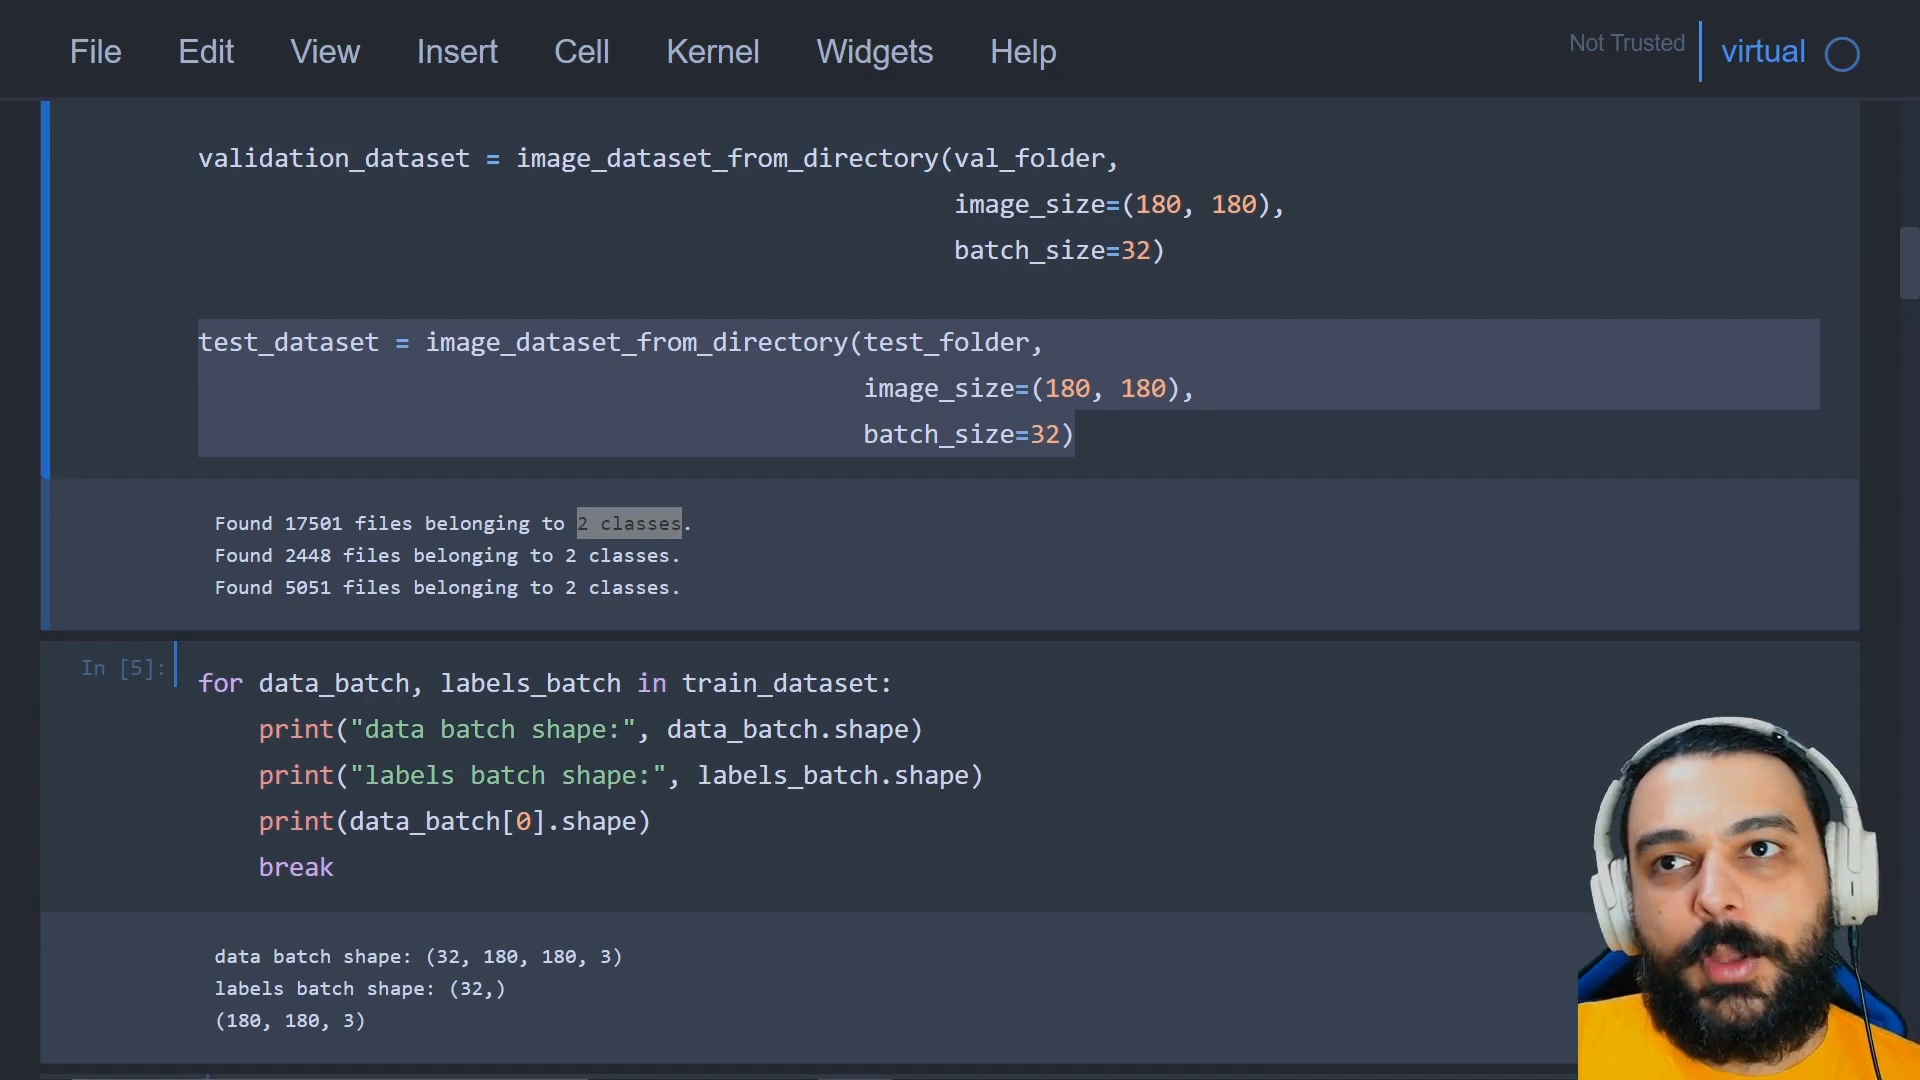 File Edit View Insert Cell Kernel Widgets Help Not Trusted virtual
validation_dataset = image_dataset_from_directory(val_folder,
image_size=(180, 180),
batch_size=32)
test_dataset = image_dataset_from_directory(test_folder,
image_size=(180, 180),
batch_size=32)
Found 17501 files belonging to 2 classes.
Found 2448 files belonging to 2 classes.
Found 5051 files belonging to 2 classes.
In [5]:
for data_batch, labels_batch in train_dataset:
print("data batch shape:", data_batch.shape)
print("labels batch shape:", labels_batch.shape)
print(data_batch[0].shape)
break
data batch shape: (32, 180, 180, 3)
labels batch shape: (32,)
(180, 180, 3)